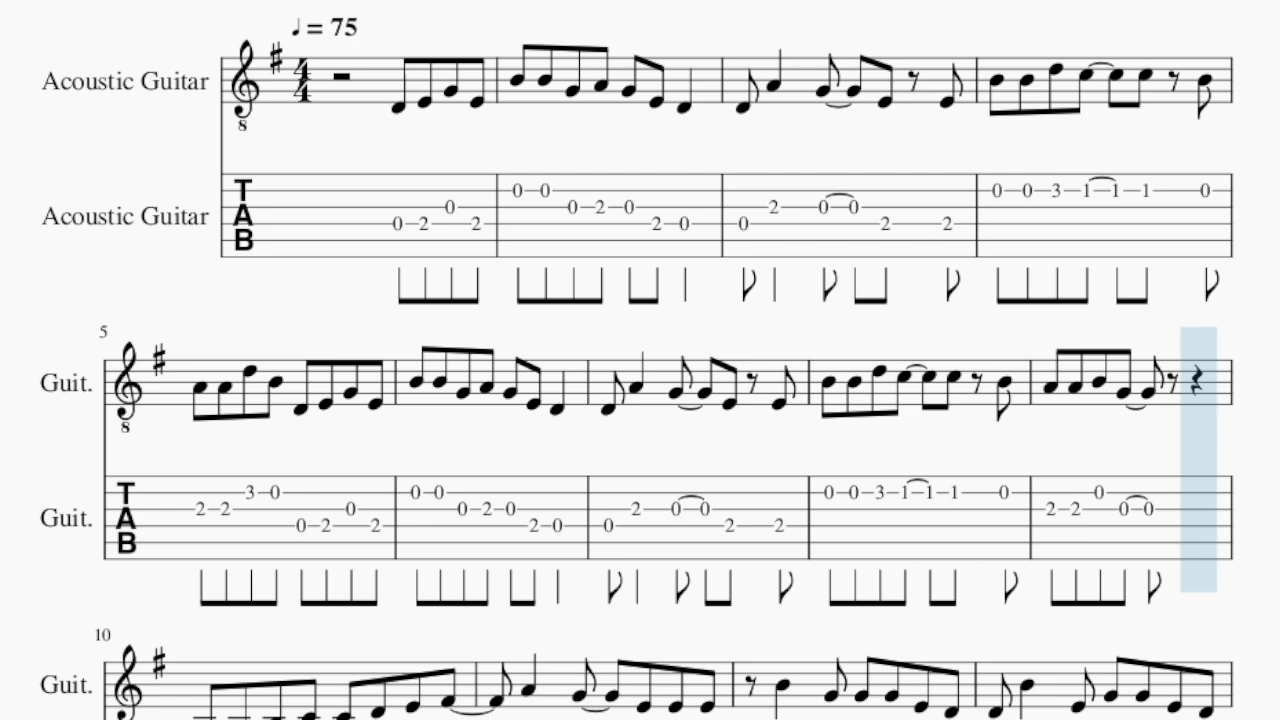 ♩ = 75
Acoustic Guitar 4 4
8
T A B
Acoustic Guitar
0 2 0 2 0 0 0 2 0 2 0 0 2 0 0 2 2 0 0 3 1 1 1 0
5
Guit.
8
T A B
Guit.
2 2 3 0 0 2 0 2 0 0 0 2 0 2 0 0 2 0 0 2 2 0 0 3 1 1 1 0 2 2 0 0 0
10
Guit.